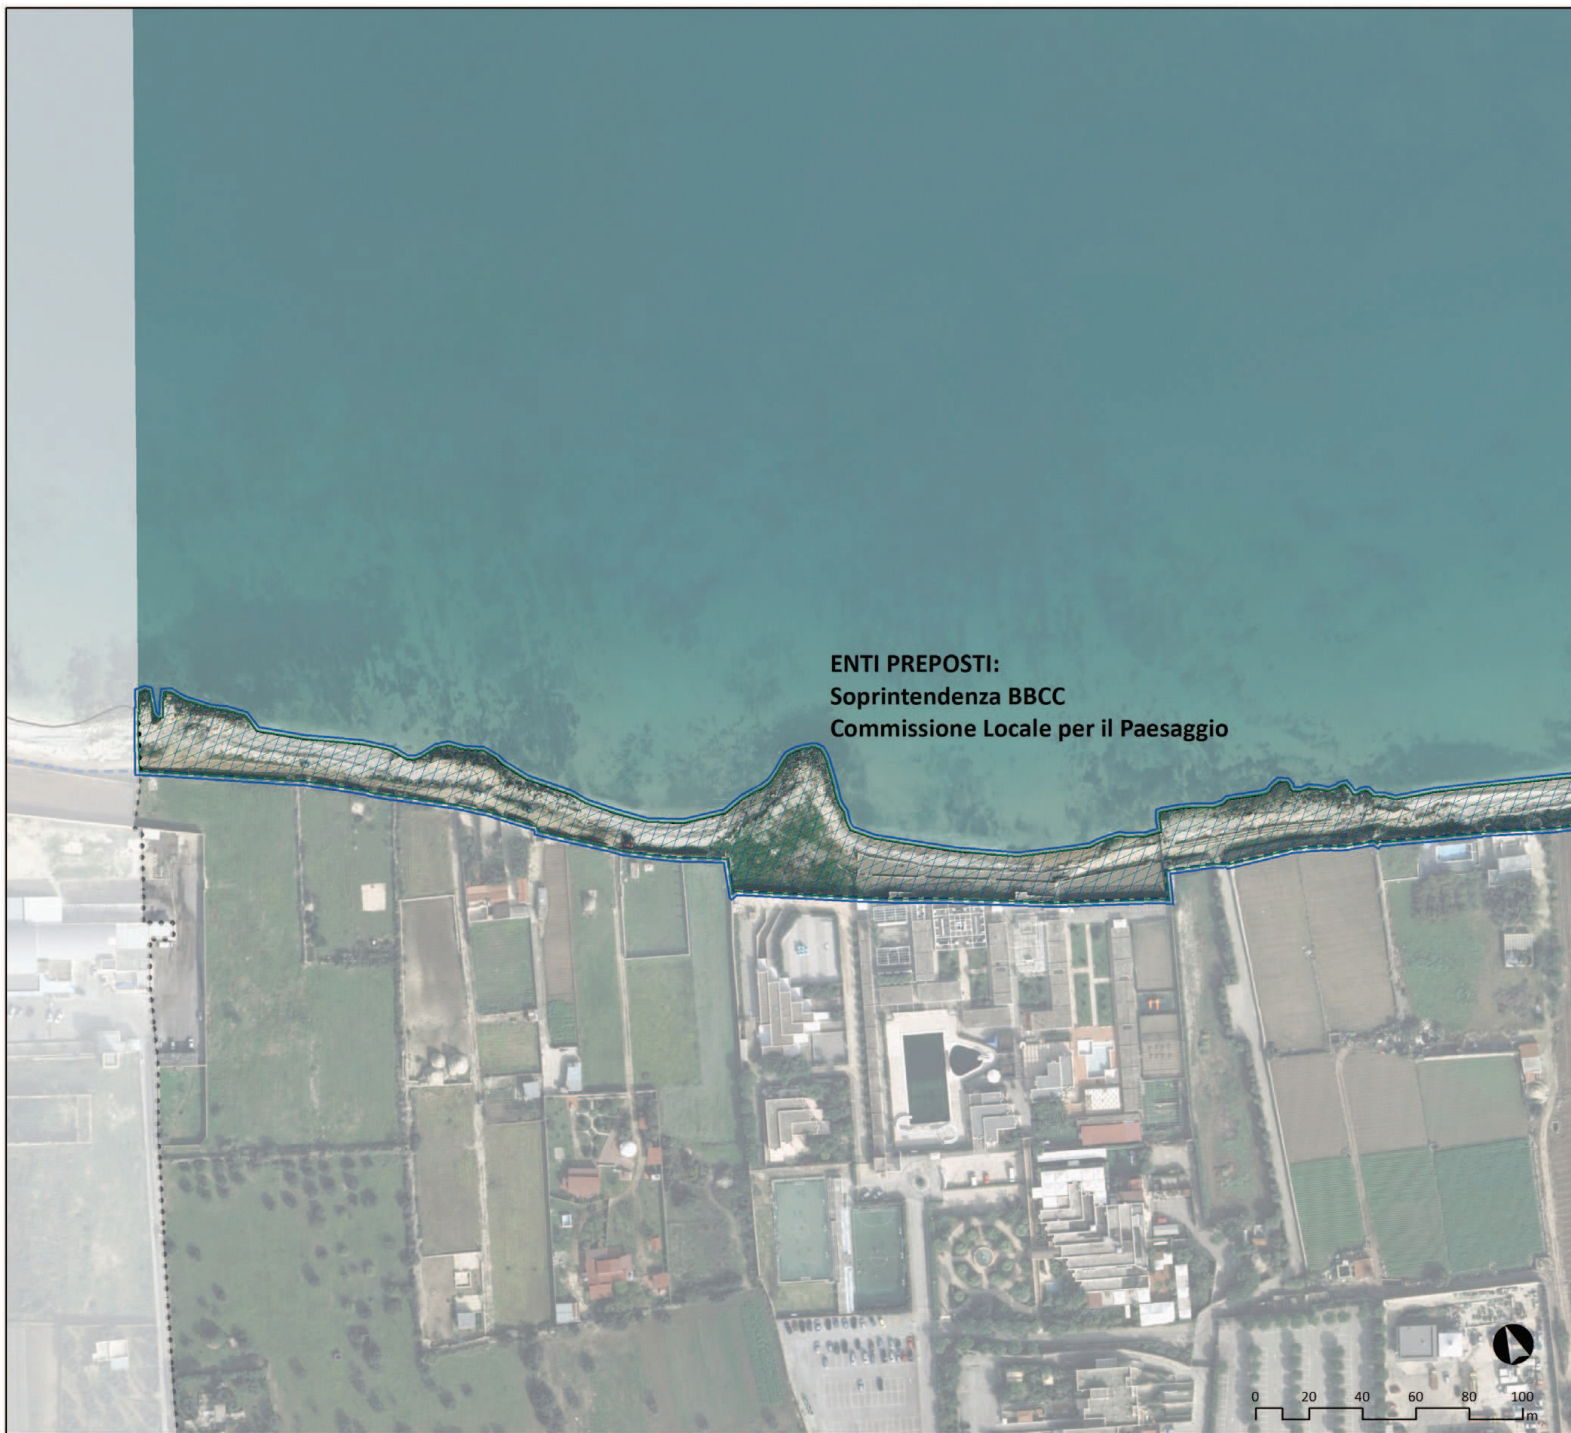 ENTI PREPOSTI:
Soprintendenza BBCC
Commissione Locale per il Paesaggio
0 20 40 60 80 100
m